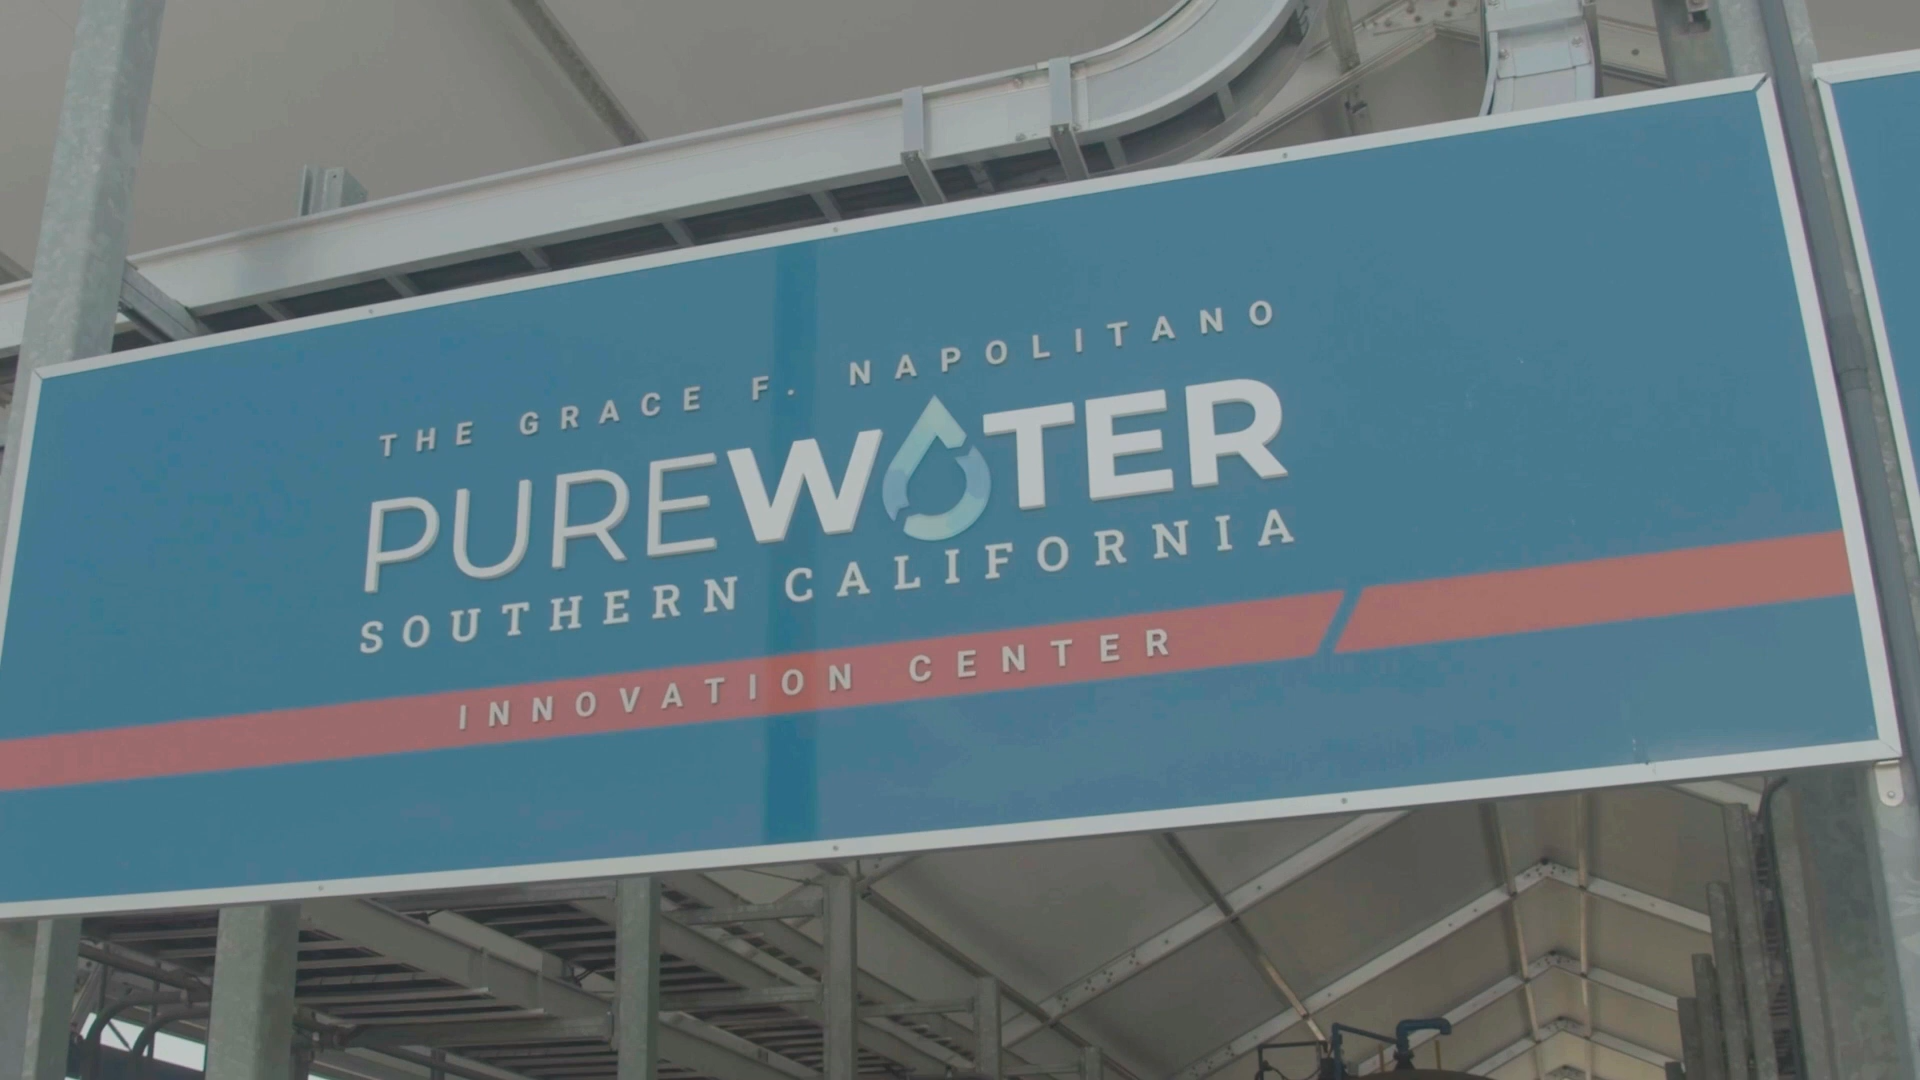 THE GRACE F. NAPOLITANO
PUREWATER
SOUTHERN CALIFORNIA
INNOVATION CENTER